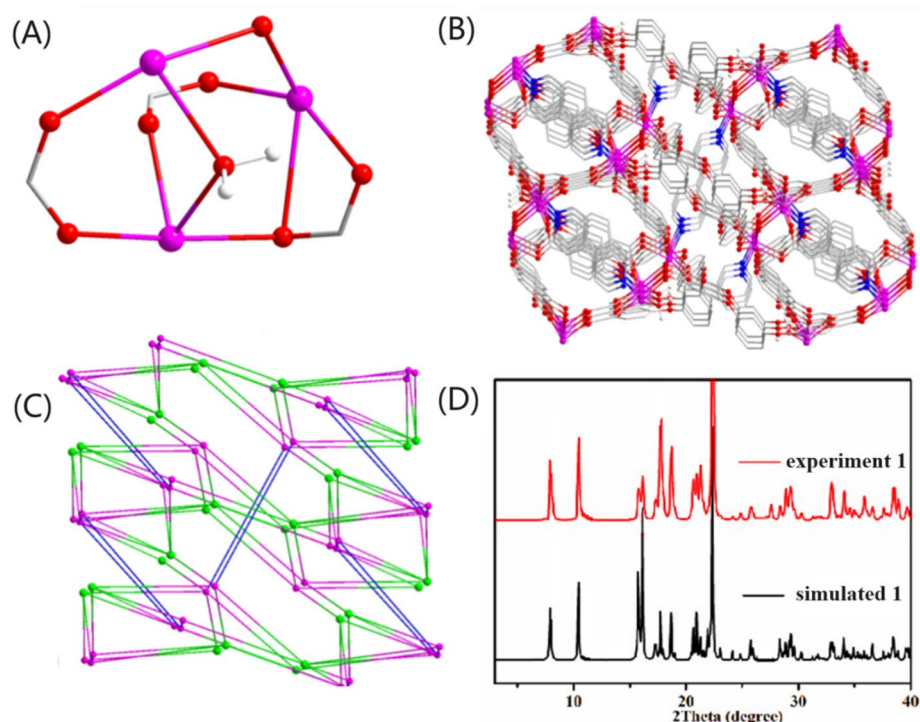 (A)
(B)
(C)
(D)
experiment 1
simulated 1
10
20
30
40
2Theta (degree)